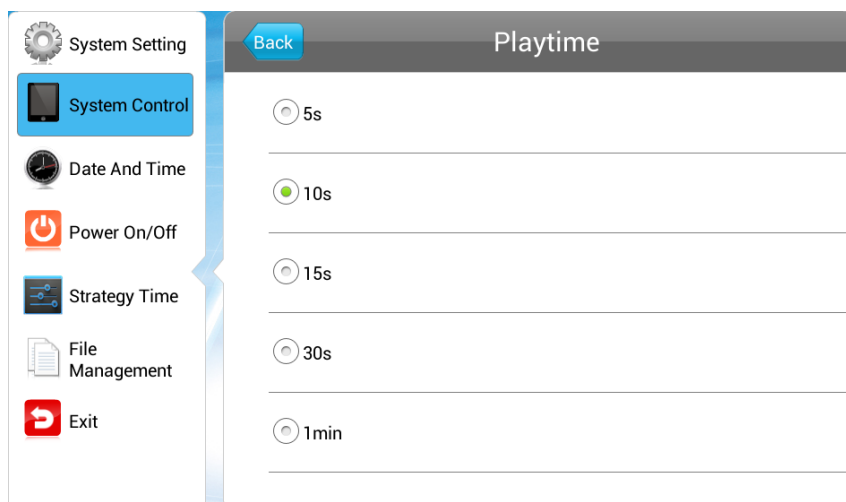 System Setting
System Control
Date And Time
Power On/Off
Strategy Time
File
Management
Exit
Back
Playtime
5s
10s
15s
30s
1min